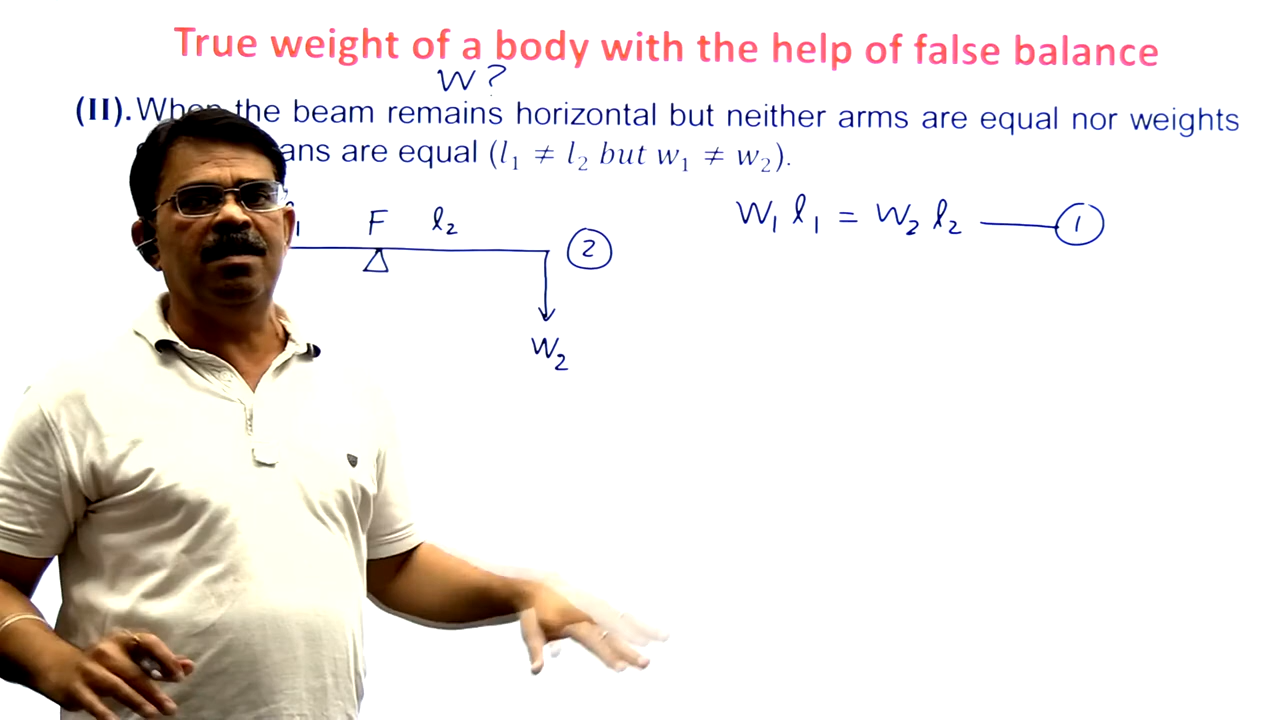 True weight of a body with the help of false balance
W ?
(II). When the beam remains horizontal but neither arms are equal nor weights
are equal (l₁ ≠ l₂ but w₁ ≠ w₂).
F l₂ ②
W₁ l₁ = W₂ l₂ — ①
W₂